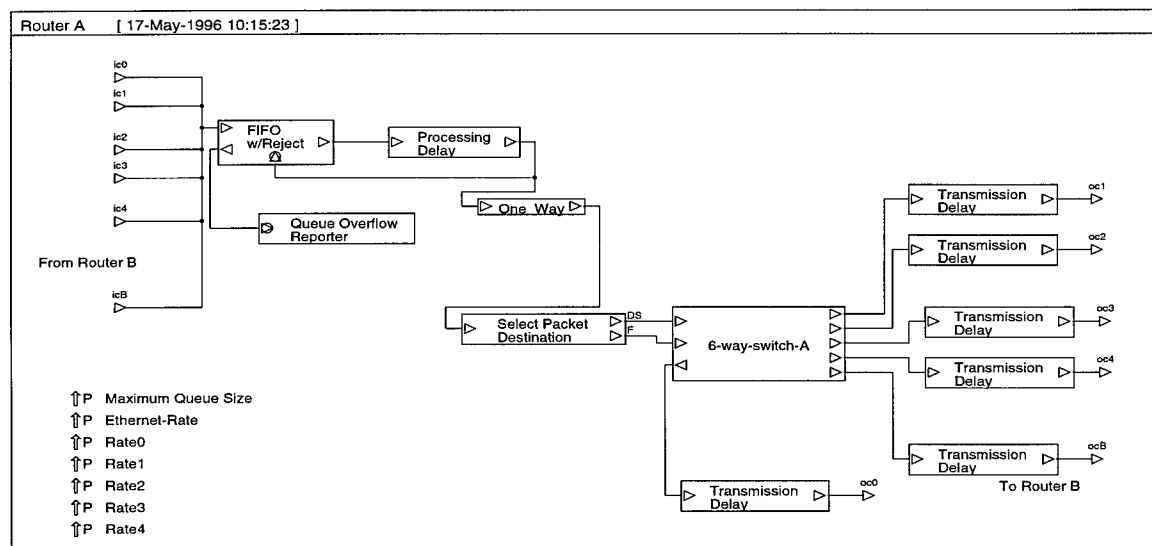 Router A [ 17-May-1996 10:15:23 ]
ic0
ic1
ic2
ic3
ic4
From Router B
icB
FIFO
w/Reject
Processing
Delay
Queue Overflow
Reporter
One Way
Select Packet
Destination
DS
F
6-way-switch-A
Transmission
Delay
oc1
Transmission
Delay
oc2
Transmission
Delay
oc3
Transmission
Delay
oc4
Transmission
Delay
ocB
To Router B
Transmission
Delay
oc0
⇑P Maximum Queue Size
⇑P Ethernet-Rate
⇑P Rate0
⇑P Rate1
⇑P Rate2
⇑P Rate3
⇑P Rate4